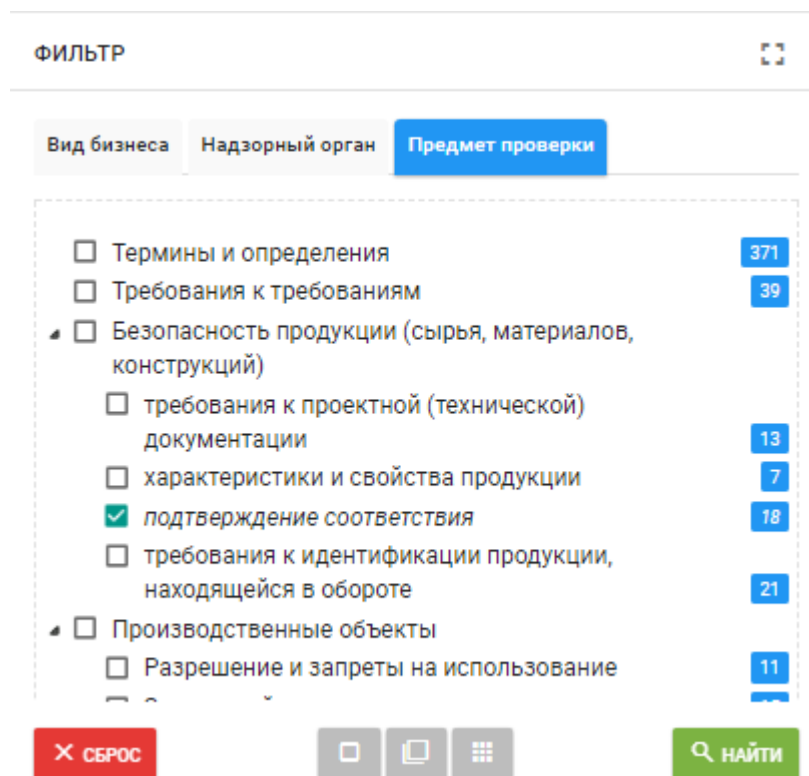 ФИЛЬТР
Вид бизнеса Надзорный орган Предмет проверки
Термины и определения 371
Требования к требованиям 39
Безопасность продукции (сырья, материалов,
конструкций)
требования к проектной (технической)
документации 13
характеристики и свойства продукции 7
подтверждение соответствия 18
требования к идентификации продукции,
находящейся в обороте 21
Производственные объекты
Разрешение и запреты на использование 11
СБРОС НАЙТИ